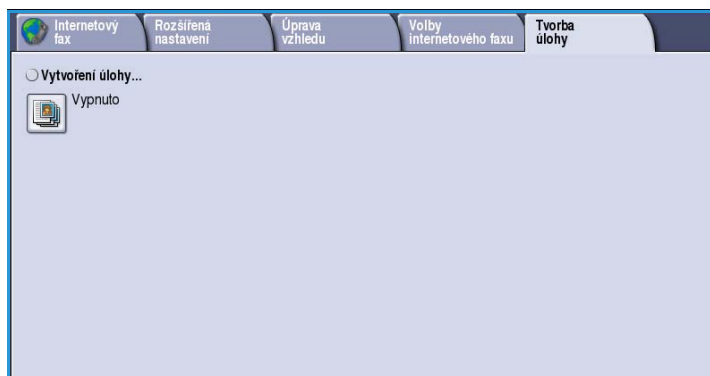 Internetový
fax
Rozšířená
nastavení
Úprava
vzhledu
Volby
internetového faxu
Tvorba
úlohy
Vytvoření úlohy...
Vypnuto